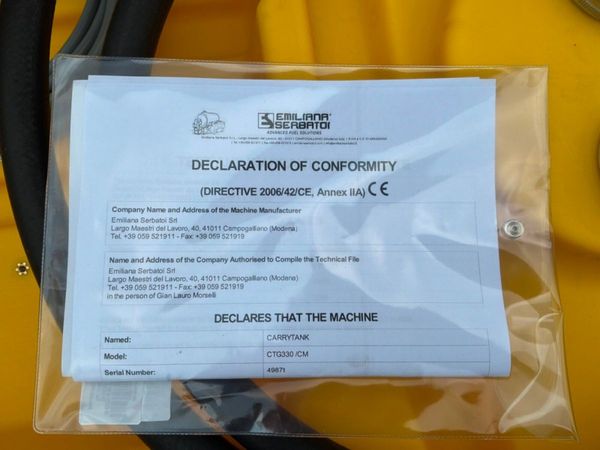 EMILIANA
SERBATOI
ADVANCED FUEL SOLUTIONS
DECLARATION OF CONFORMITY
(DIRECTIVE 2006/42/CE, Annex IIA) CE
Company Name and Address of the Machine Manufacturer
Emiliana Serbatoi Srl
Largo Maestri del Lavoro, 40, 41011 Campogalliano (Modena)
Tel. +39 059 521911 - Fax: +39 059 521919
Name and Address of the Company Authorised to Compile the Technical File
Emiliana Serbatoi Srl
Largo Maestri del Lavoro, 40, 41011 Campogalliano (Modena)
Tel. +39 059 521911 - Fax: +39 059 521919
in the person of Gian Lauro Morselli
DECLARES THAT THE MACHINE
Named: CARRYTANK
Model: CTG330 /CM
Serial Number: 49871